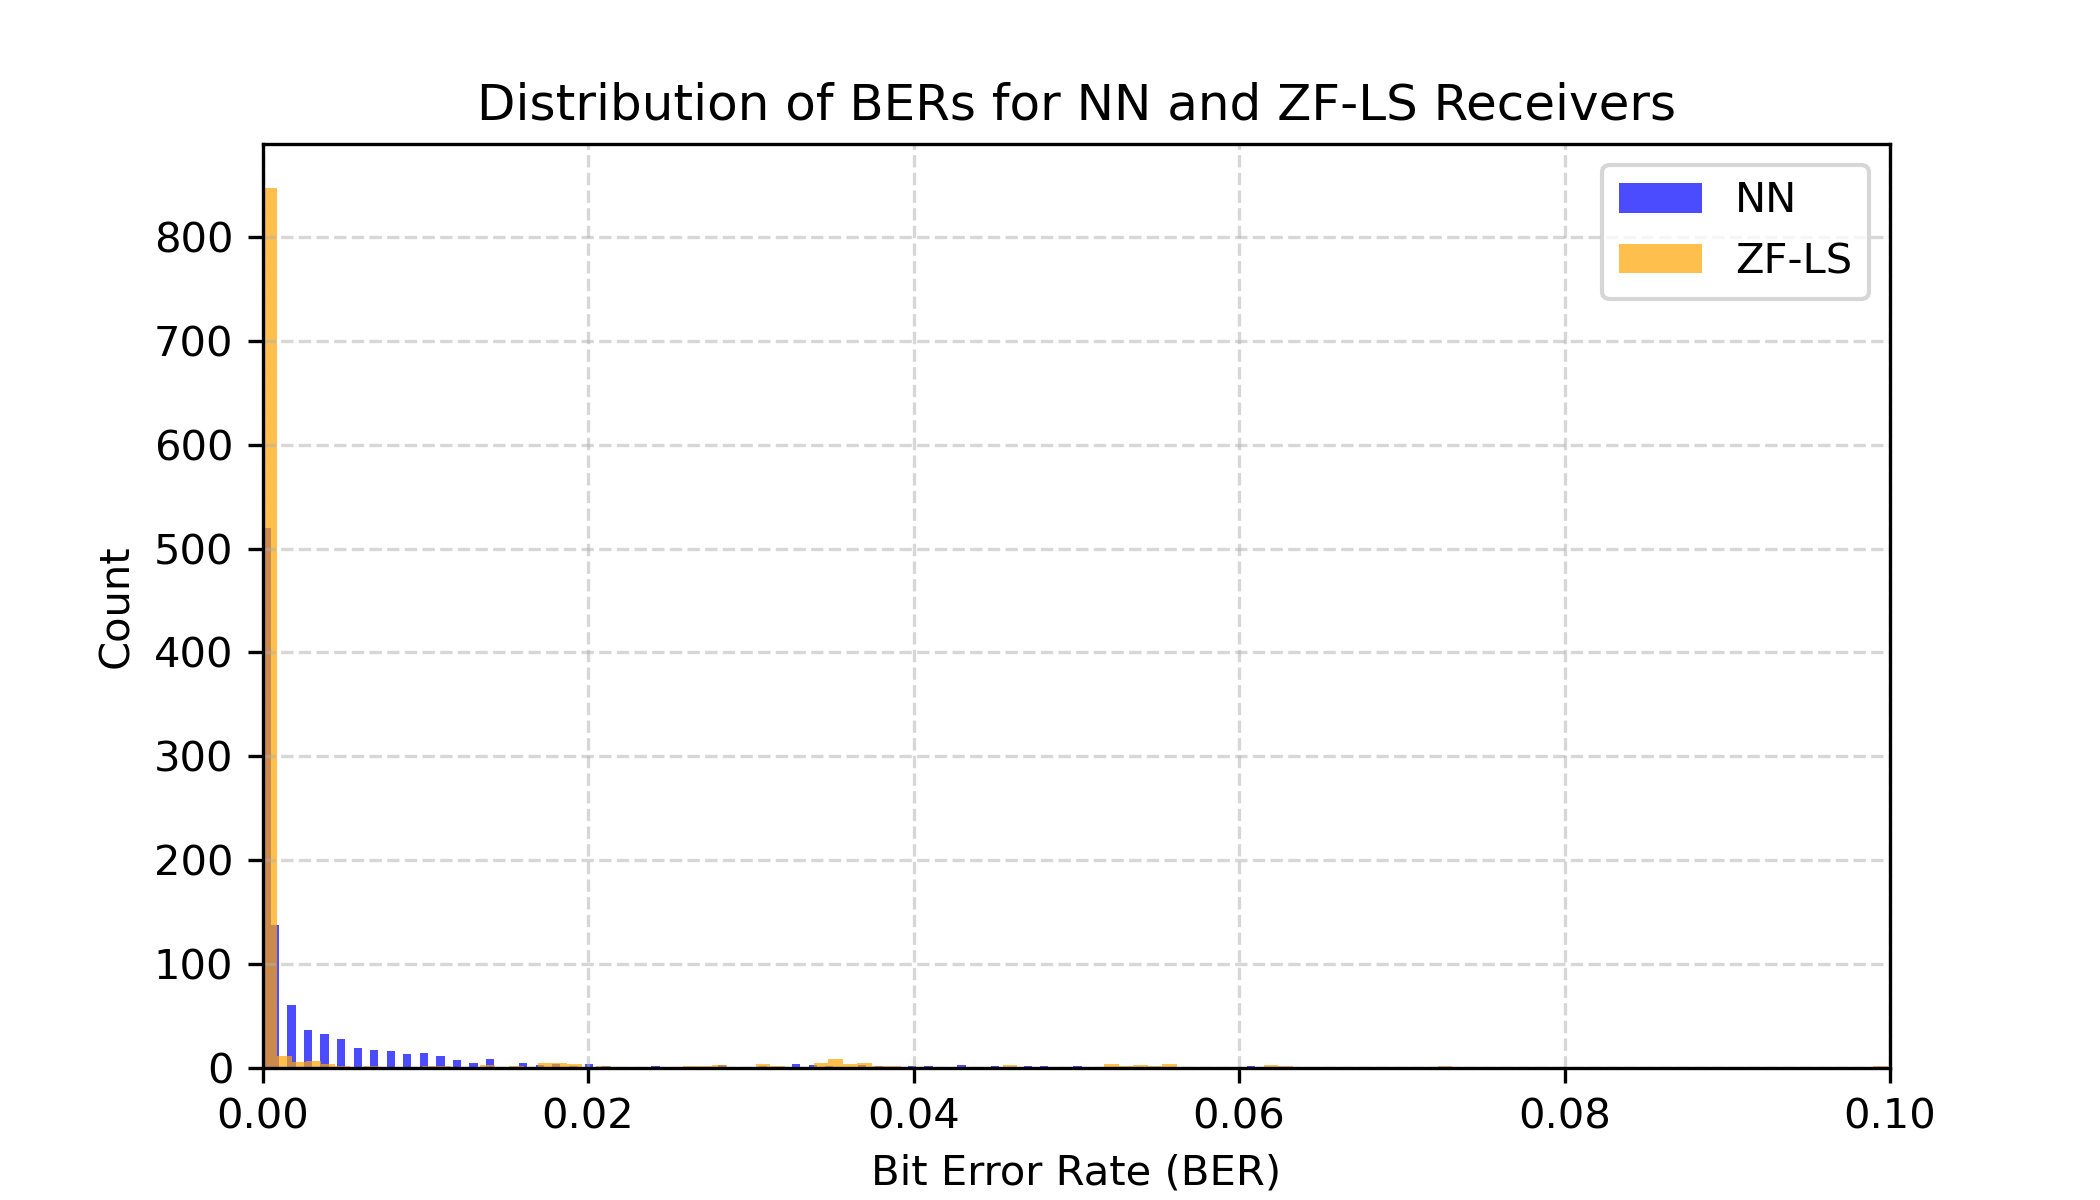 Distribution of BERs for NN and ZF-LS Receivers
NN
ZF-LS
800
700
600
500
400
300
200
100
0
Count
0.00 0.02 0.04 0.06 0.08 0.10
Bit Error Rate (BER)